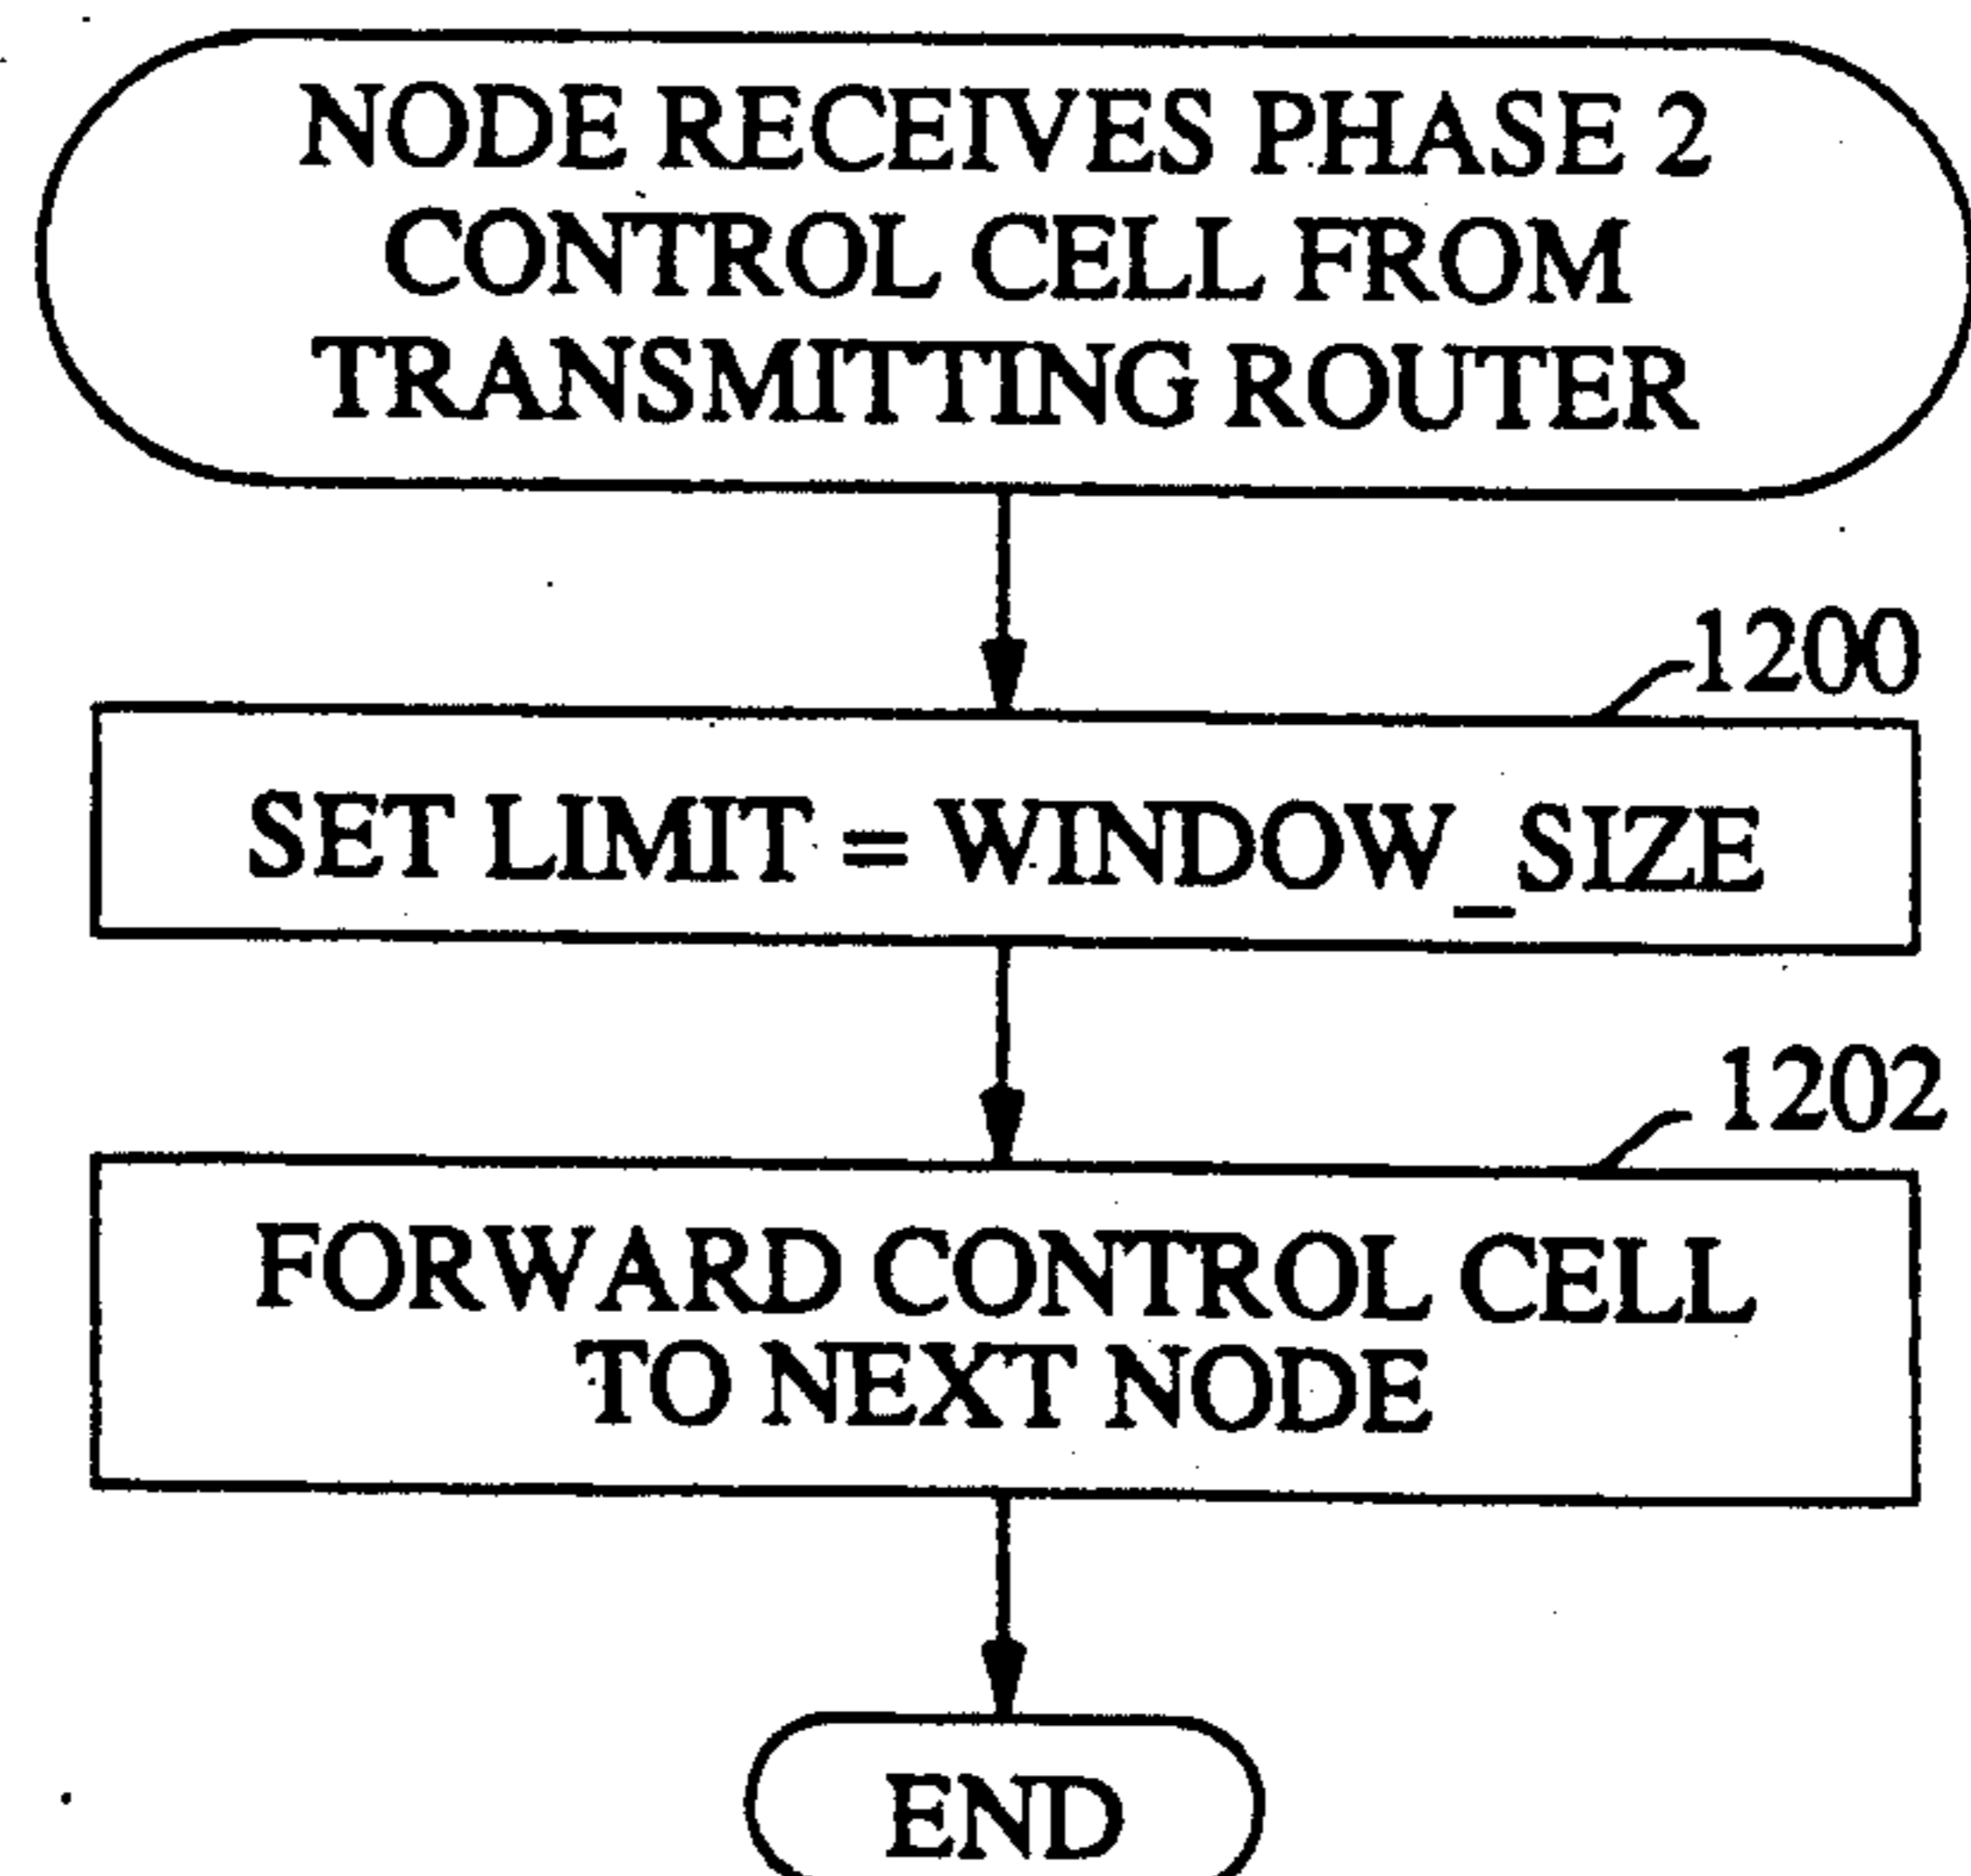 NODE RECEIVES PHASE 2
CONTROL CELL FROM
TRANSMITTING ROUTER
1200
SET LIMIT = WINDOW_SIZE
1202
FORWARD CONTROL CELL
TO NEXT NODE
END